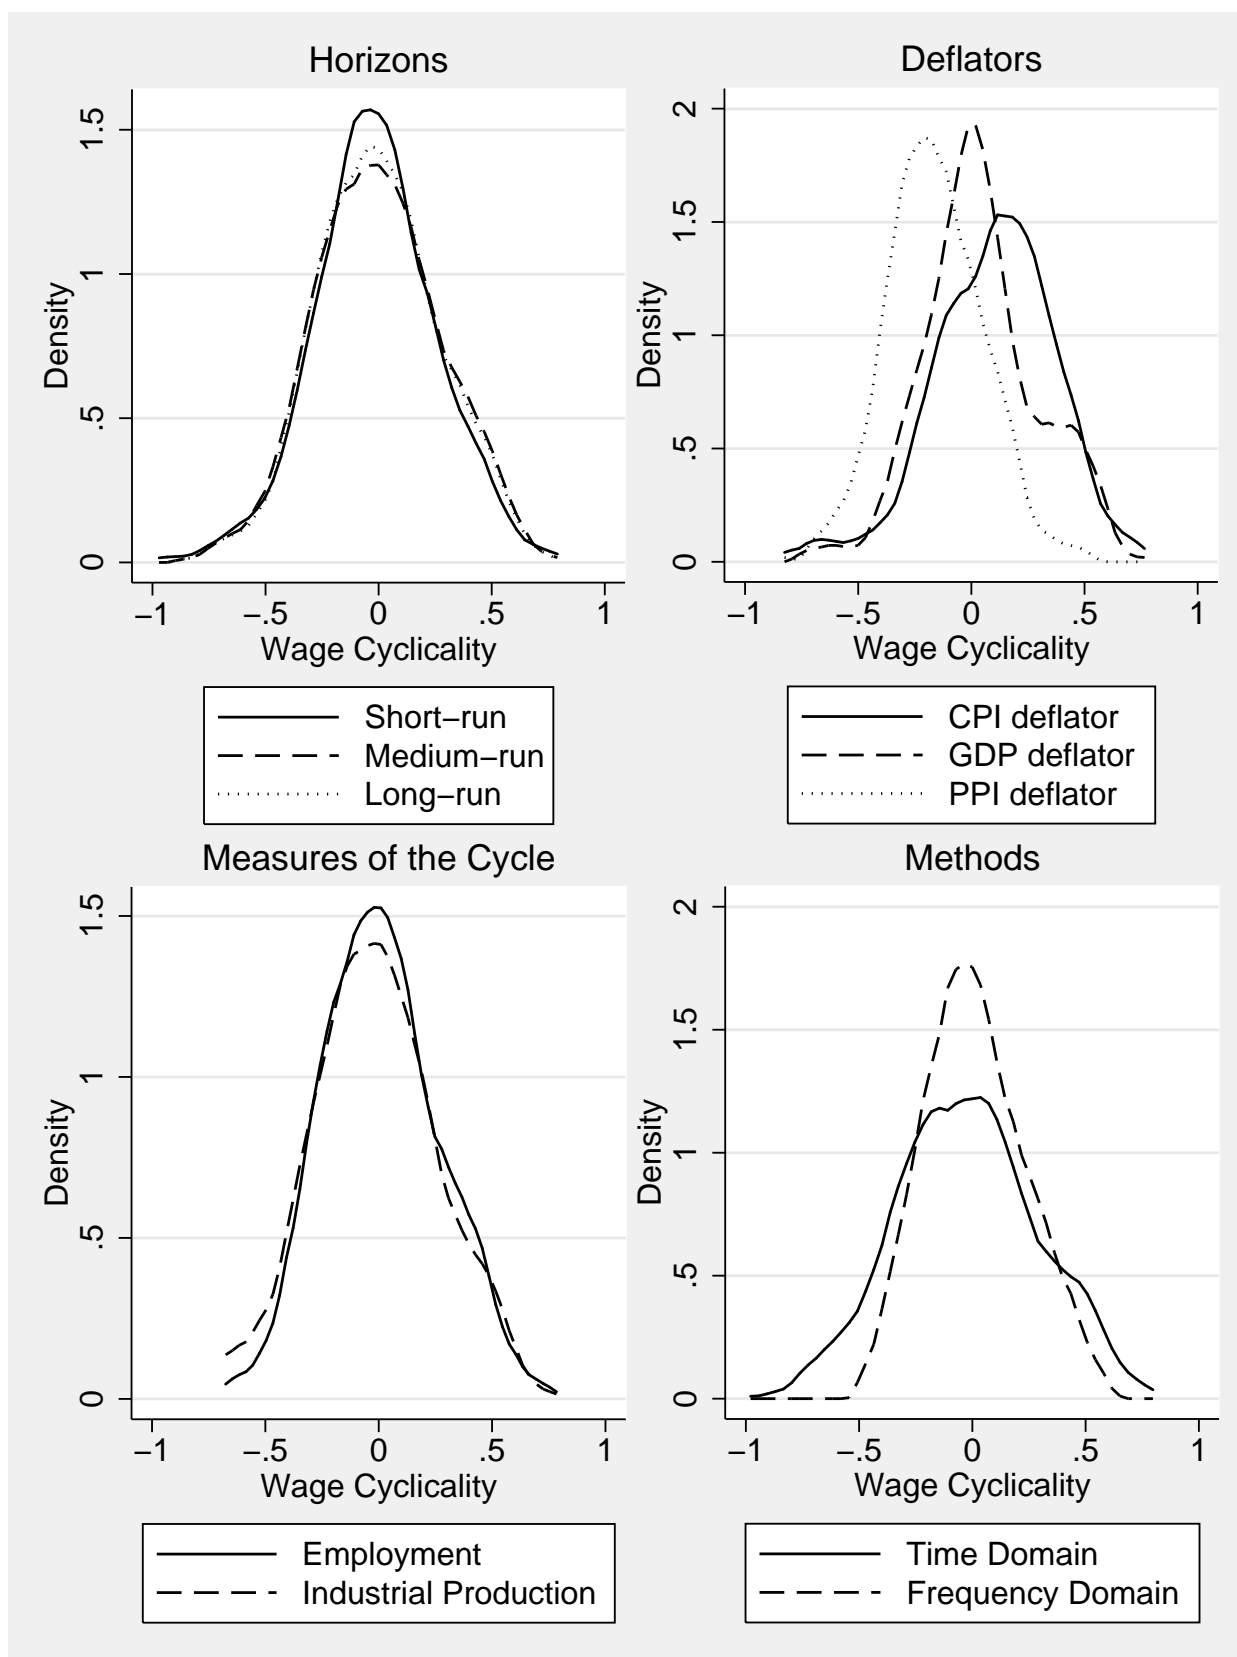 Horizons
Density
0
.5
1
1.5
−1
−.5
0
.5
1
Wage Cyclicality
Short−run
Medium−run
Long−run
Deflators
Density
0
.5
1
1.5
2
−1
−.5
0
.5
1
Wage Cyclicality
CPI deflator
GDP deflator
PPI deflator
Measures of the Cycle
Density
0
.5
1
1.5
−1
−.5
0
.5
1
Wage Cyclicality
Employment
Industrial Production
Methods
Density
0
.5
1
1.5
2
−1
−.5
0
.5
1
Wage Cyclicality
Time Domain
Frequency Domain